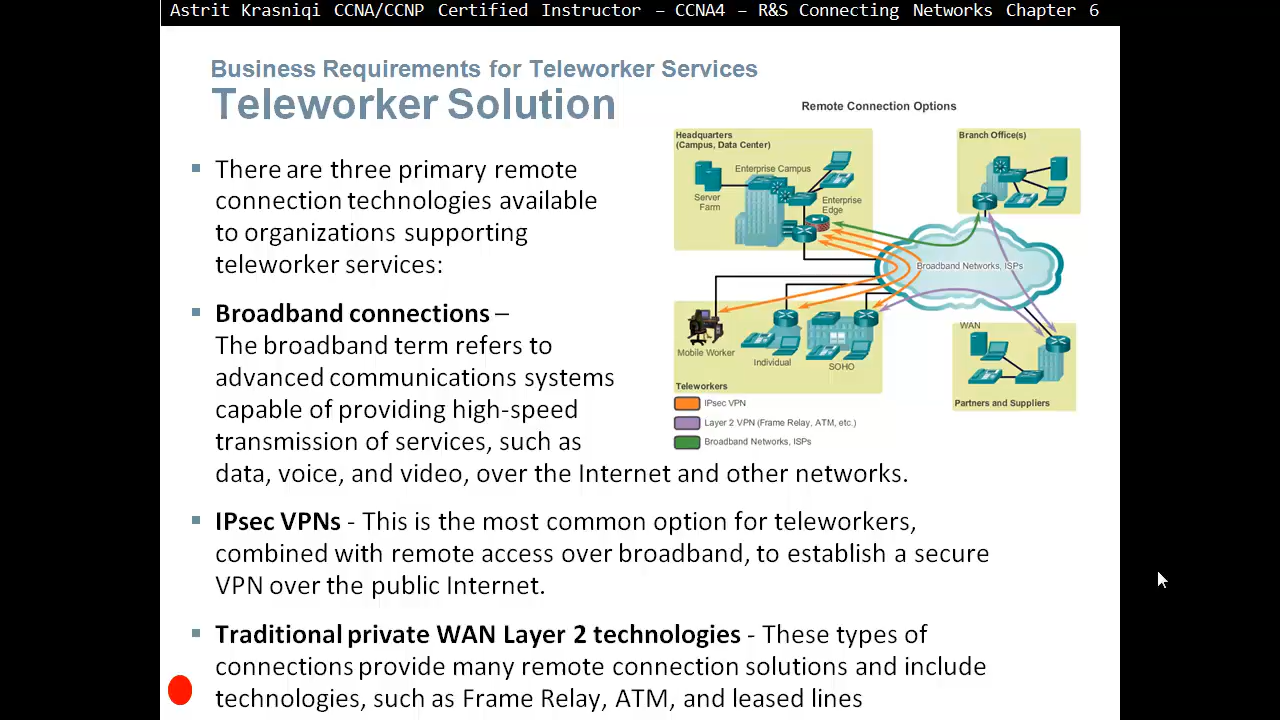 Astrit Krasniqi CCNA/CCNP Certified Instructor – CCNA4 – R&S Connecting Networks Chapter 6
Business Requirements for Teleworker Services
Teleworker Solution
There are three primary remote
connection technologies available
to organizations supporting
teleworker services:
Broadband connections –
The broadband term refers to
advanced communications systems
capable of providing high-speed
transmission of services, such as
data, voice, and video, over the Internet and other networks.
IPsec VPNs - This is the most common option for teleworkers,
combined with remote access over broadband, to establish a secure
VPN over the public Internet.
Traditional private WAN Layer 2 technologies - These types of
connections provide many remote connection solutions and include
technologies, such as Frame Relay, ATM, and leased lines
Remote Connection Options
Headquarters
(Campus, Data Center)
Enterprise Campus
Server
Farm
Enterprise
Edge
Branch Office(s)
Broadband Networks, ISPs
Mobile Worker
Individual
SOHO
Teleworkers
WAN
Partners and Suppliers
IPsec VPN
Layer 2 VPN (Frame Relay, ATM, etc.)
Broadband Networks, ISPs